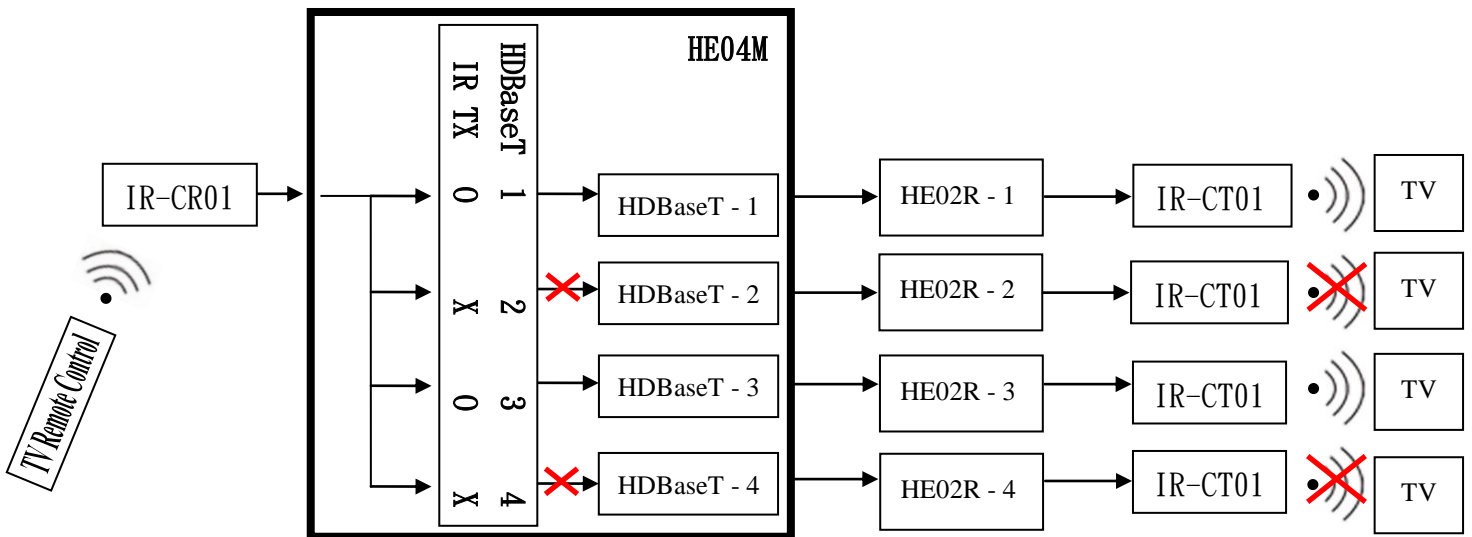 HE04M
HDBaseT 1 2 3 4
IR TX O X O X
TV Remote Control
IR-CR01
HDBaseT - 1
HE02R - 1
IR-CT01
TV
HDBaseT - 2
HE02R - 2
IR-CT01
TV
HDBaseT - 3
HE02R - 3
IR-CT01
TV
HDBaseT - 4
HE02R - 4
IR-CT01
TV